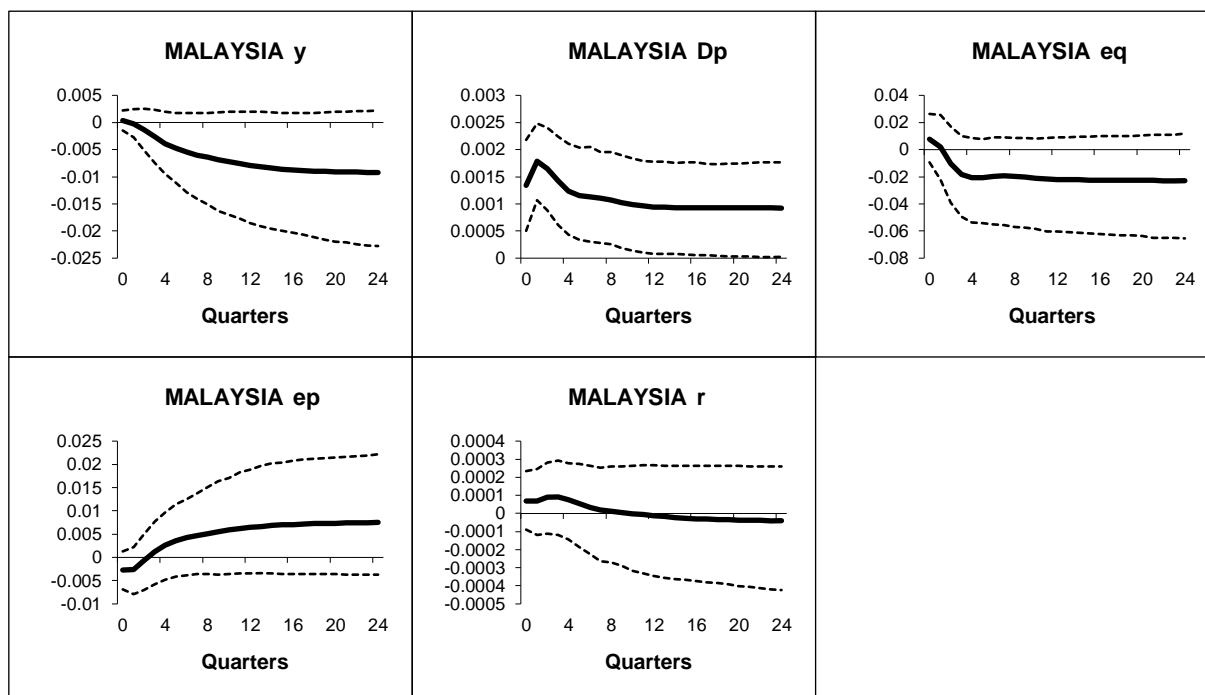 MALAYSIA y
0.005
0
-0.005
-0.01
-0.015
-0.02
-0.025
0 4 8 12 16 20 24
Quarters
MALAYSIA Dp
0.003
0.0025
0.002
0.0015
0.001
0.0005
0
0 4 8 12 16 20 24
Quarters
MALAYSIA eq
0.04
0.02
0
-0.02
-0.04
-0.06
-0.08
0 4 8 12 16 20 24
Quarters
MALAYSIA ep
0.025
0.02
0.015
0.01
0.005
0
-0.005
-0.01
0 4 8 12 16 20 24
Quarters
MALAYSIA r
0.0004
0.0003
0.0002
0.0001
0
-0.0001
-0.0002
-0.0003
-0.0004
-0.0005
0 4 8 12 16 20 24
Quarters